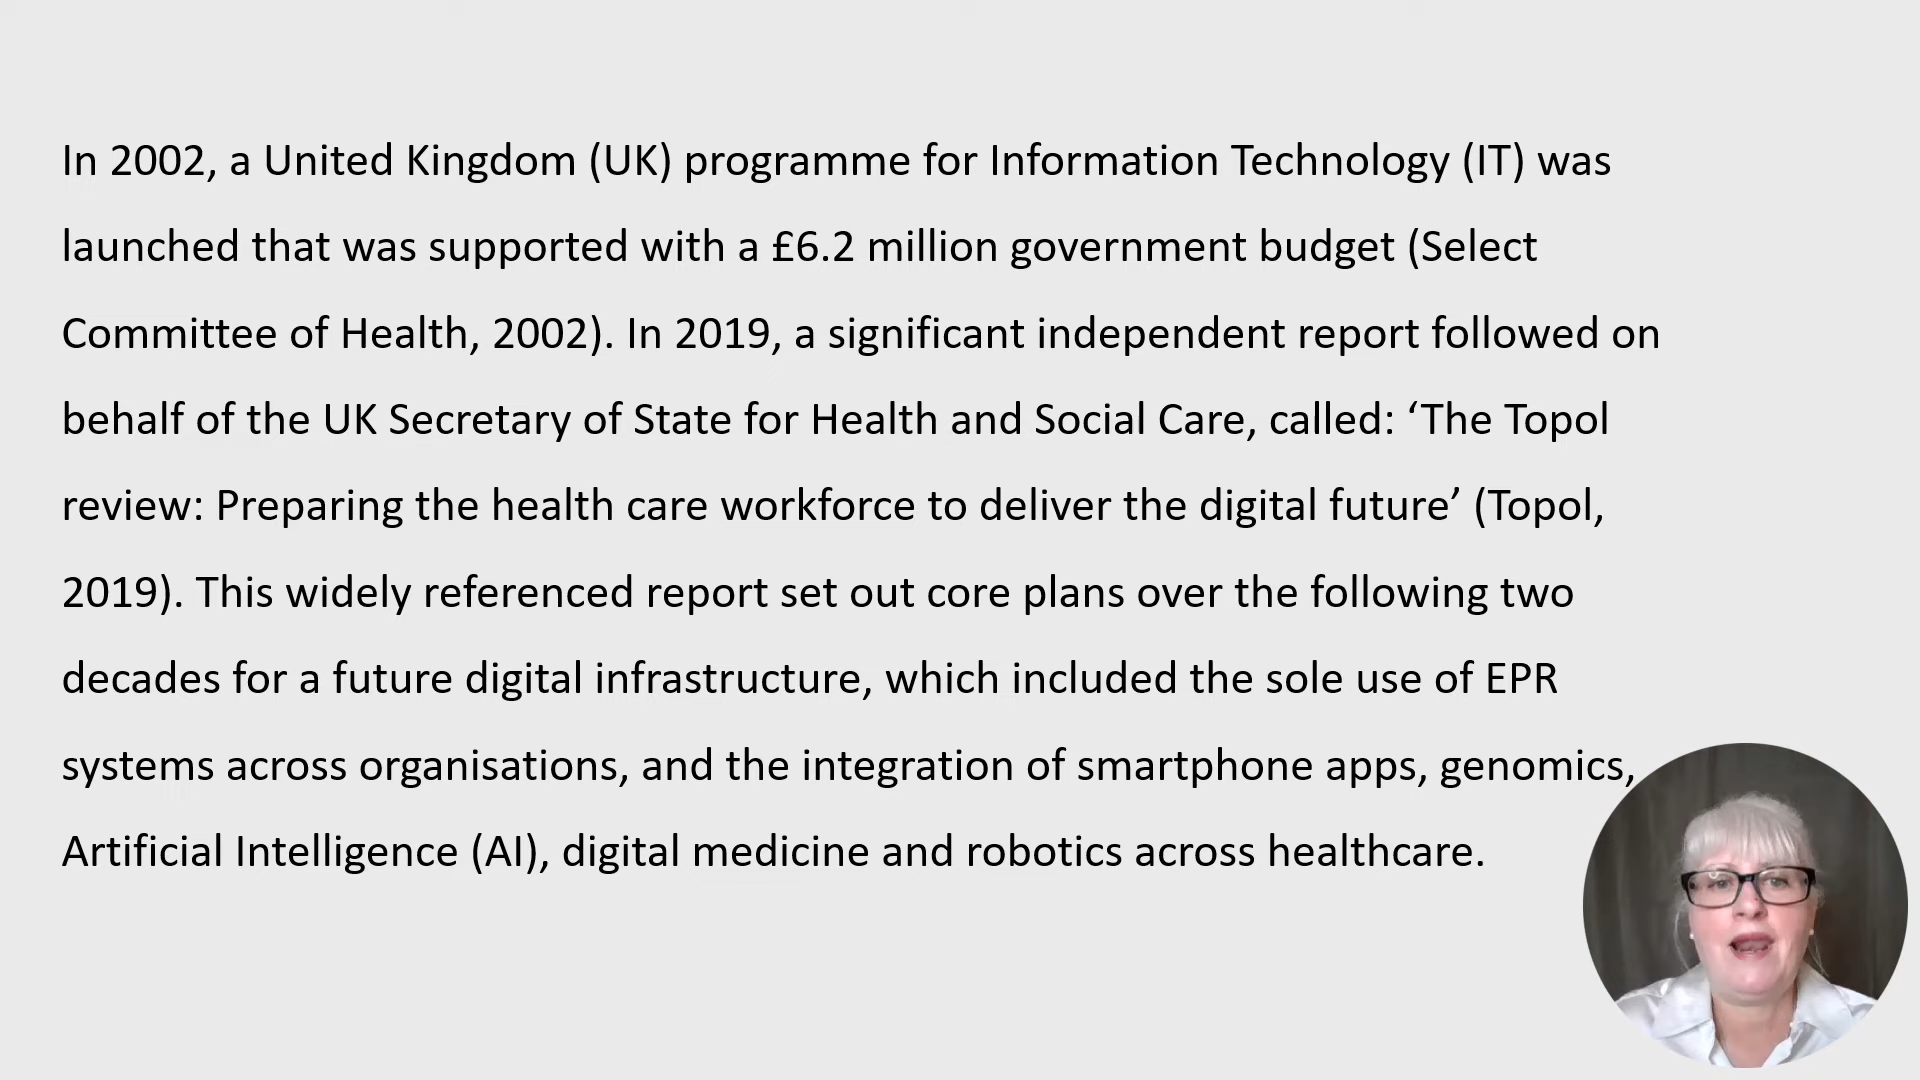 In 2002, a United Kingdom (UK) programme for Information Technology (IT) was
launched that was supported with a £6.2 million government budget (Select
Committee of Health, 2002). In 2019, a significant independent report followed on
behalf of the UK Secretary of State for Health and Social Care, called: ‘The Topol
review: Preparing the health care workforce to deliver the digital future’ (Topol,
2019). This widely referenced report set out core plans over the following two
decades for a future digital infrastructure, which included the sole use of EPR
systems across organisations, and the integration of smartphone apps, genomics,
Artificial Intelligence (AI), digital medicine and robotics across healthcare.